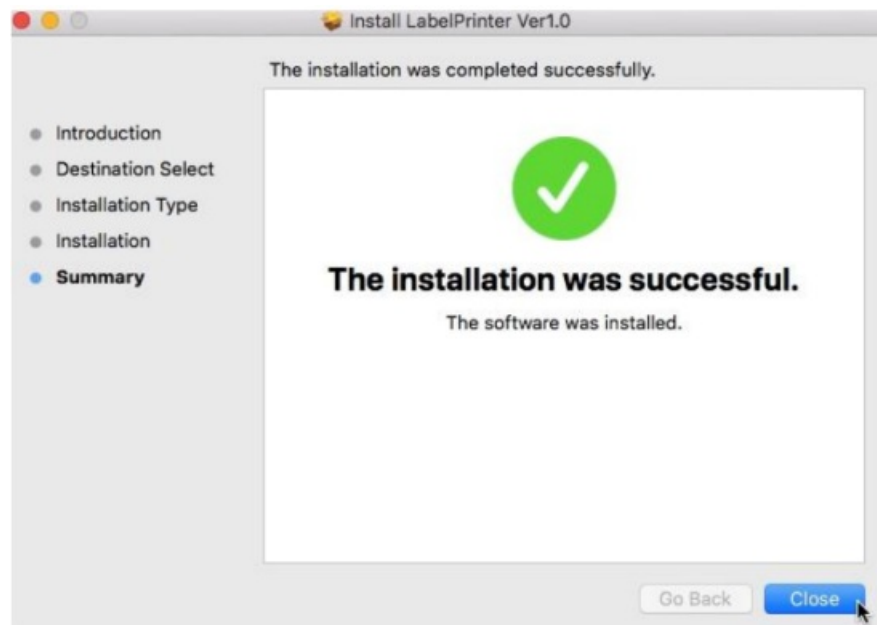 Install LabelPrinter Ver1.0
The installation was completed successfully.
Introduction
Destination Select
Installation Type
Installation
Summary
The installation was successful.
The software was installed.
Go Back
Close